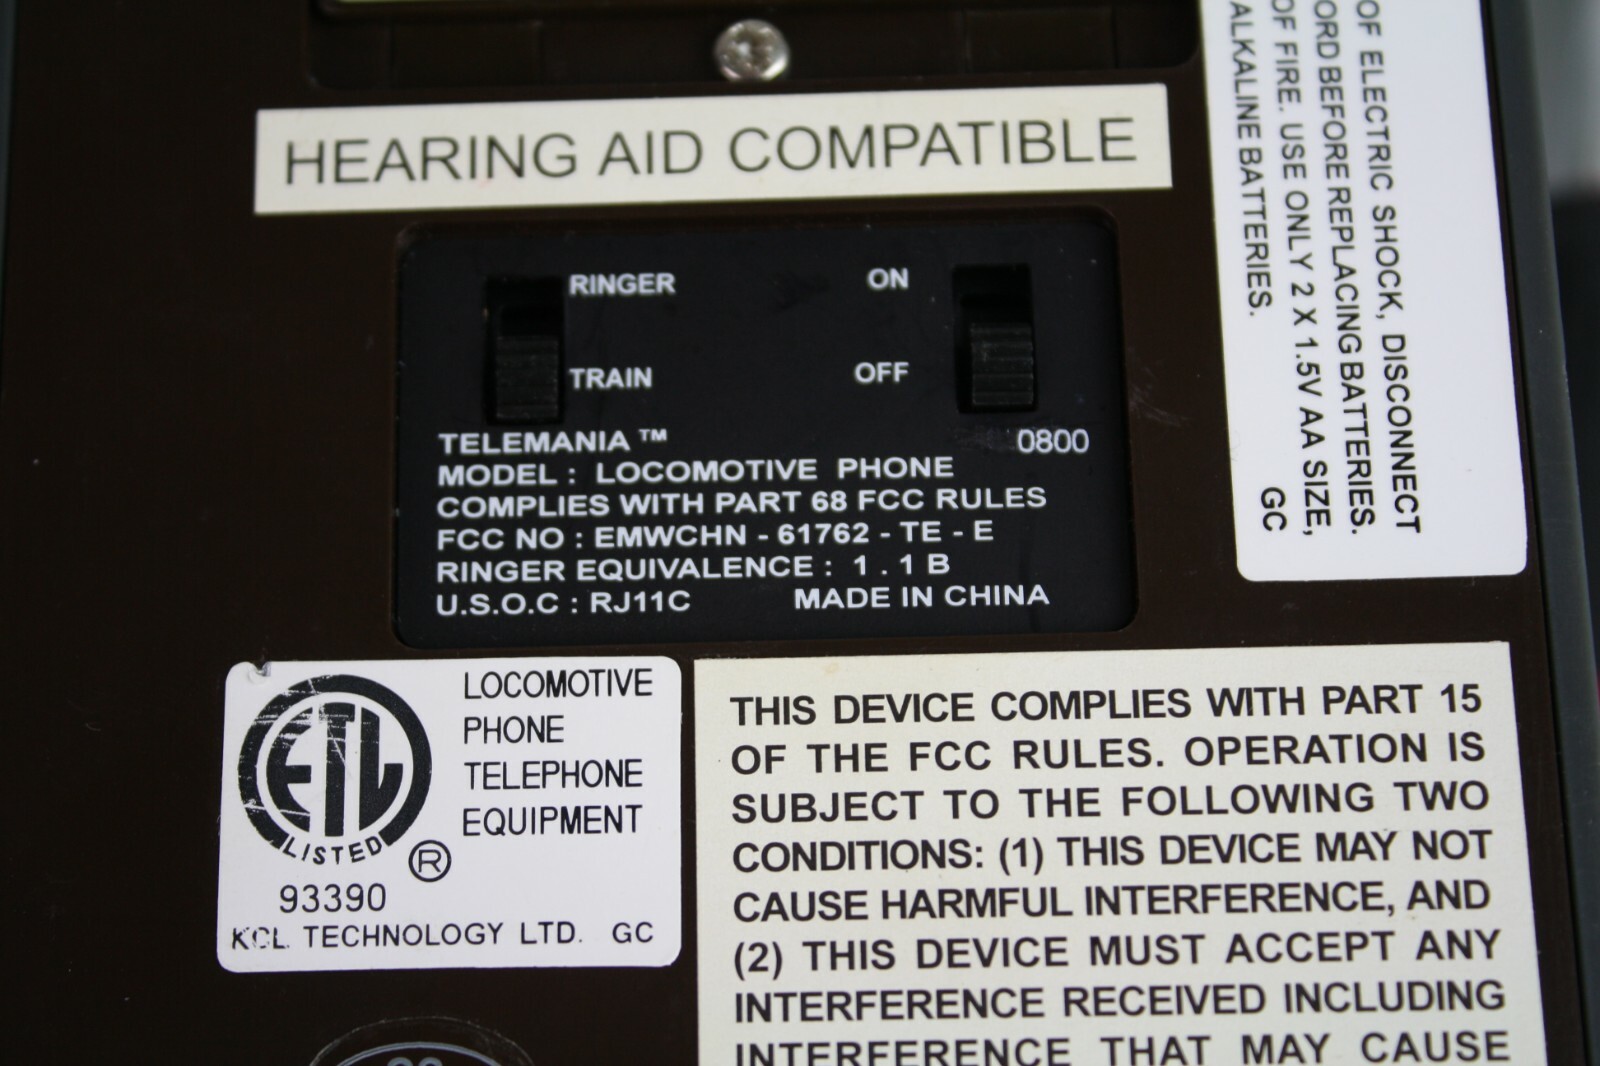 HEARING AID COMPATIBLE
RINGER
TRAIN
ON
OFF
TELEMANIA ™ 0800
MODEL : LOCOMOTIVE PHONE
COMPLIES WITH PART 68 FCC RULES
FCC NO : EMWCHN - 61762 - TE - E
RINGER EQUIVALENCE : 1 . 1 B
U.S.O.C : RJ11C MADE IN CHINA
OF ELECTRIC SHOCK, DISCONNECT
ORD BEFORE REPLACING BATTERIES.
OF FIRE. USE ONLY 2 X 1.5V AA SIZE,
ALKALINE BATTERIES. GC
ETL
LISTED
®
93390
LOCOMOTIVE
PHONE
TELEPHONE
EQUIPMENT
KCL TECHNOLOGY LTD. GC
THIS DEVICE COMPLIES WITH PART 15
OF THE FCC RULES. OPERATION IS
SUBJECT TO THE FOLLOWING TWO
CONDITIONS: (1) THIS DEVICE MAY NOT
CAUSE HARMFUL INTERFERENCE, AND
(2) THIS DEVICE MUST ACCEPT ANY
INTERFERENCE RECEIVED INCLUDING
INTERFERENCE THAT MAY CAUSE